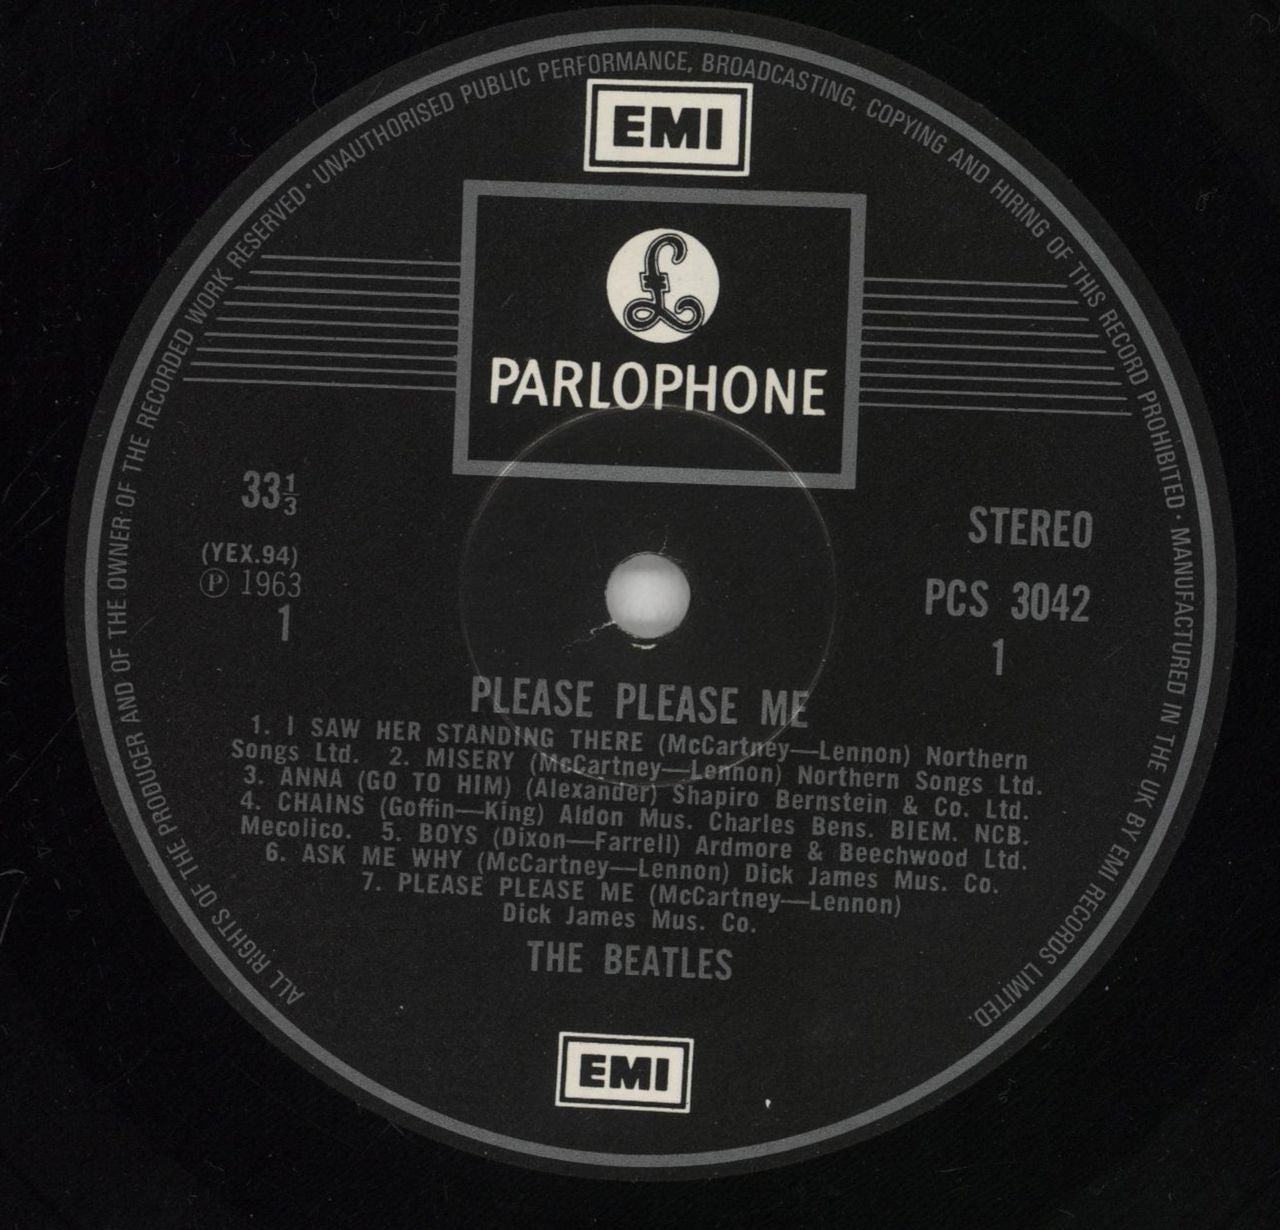 ALL RIGHTS OF THE PRODUCER AND OF THE OWNER OF THE RECORDED WORK RESERVED · UNAUTHORISED PUBLIC PERFORMANCE, BROADCASTING, COPYING AND HIRING OF THIS RECORD PROHIBITED · MANUFACTURED IN THE UK BY EMI RECORDS LIMITED.
EMI
£
PARLOPHONE
33⅓
(YEX.94)
℗ 1963
1
STEREO
PCS 3042
1
PLEASE PLEASE ME
1. I SAW HER STANDING THERE (McCartney—Lennon) Northern
Songs Ltd. 2. MISERY (McCartney—Lennon) Northern Songs Ltd.
3. ANNA (GO TO HIM) (Alexander) Shapiro Bernstein & Co. Ltd.
4. CHAINS (Goffin—King) Aldon Mus. Charles Bens. BIEM. NCB.
Mecolico. 5. BOYS (Dixon—Farrell) Ardmore & Beechwood Ltd.
6. ASK ME WHY (McCartney—Lennon) Dick James Mus. Co.
7. PLEASE PLEASE ME (McCartney—Lennon)
Dick James Mus. Co.
THE BEATLES
EMI